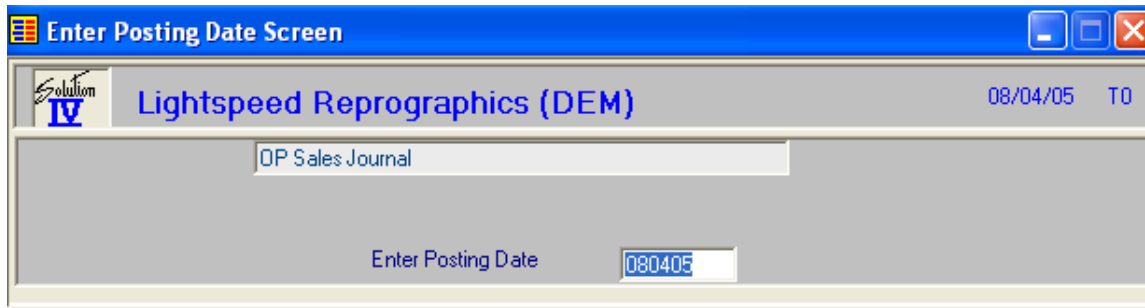 Enter Posting Date Screen
Solution
IV
Lightspeed Reprographics (DEM)
08/04/05 T0
OP Sales Journal
Enter Posting Date 080405